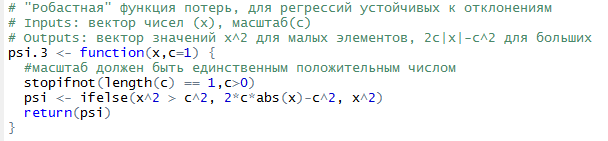 # "Робастная" функция потерь, для регрессий устойчивых к отклонениям
# Inputs: вектор чисел (x), масштаб(c)
# Outputs: вектор значений x^2 для малых элементов, 2c|x|-c^2 для больших
psi.3 <- function(x,c=1) {
  #масштаб должен быть единственным положительным числом
  stopifnot(length(c) == 1,c>0)
  psi <- ifelse(x^2 > c^2, 2*c*abs(x)-c^2, x^2)
  return(psi)
}